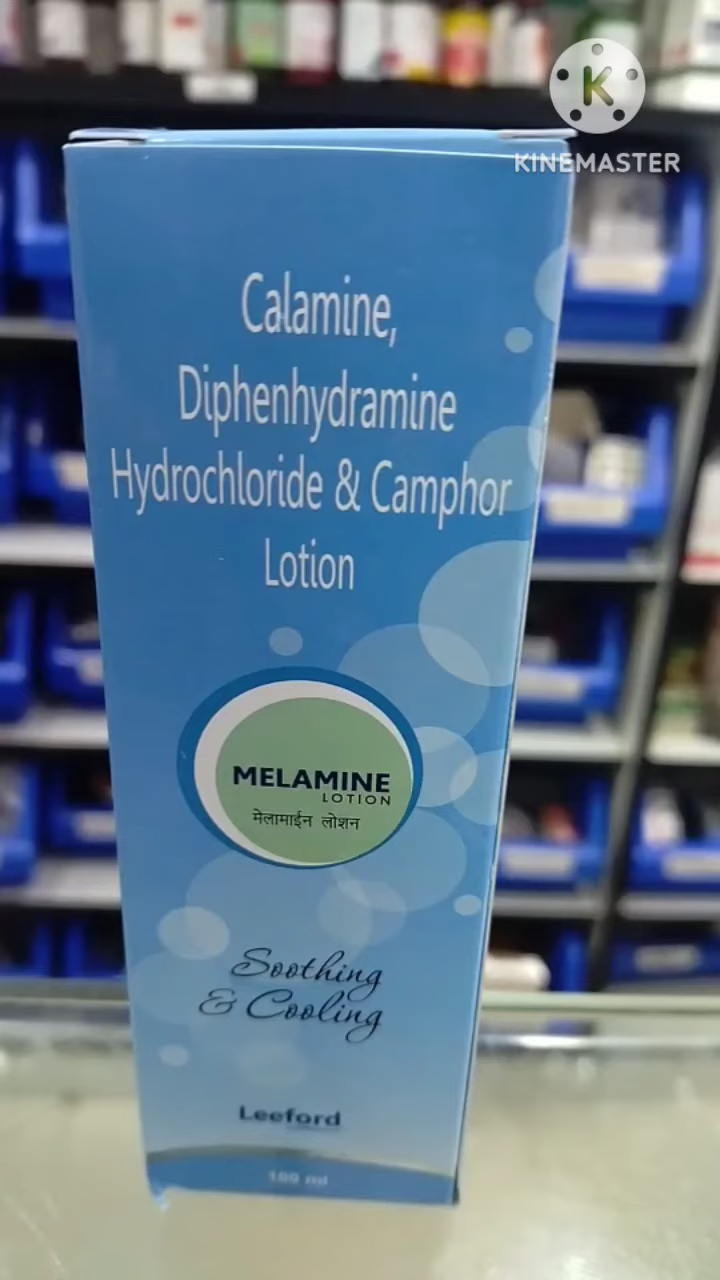 K
KINEMASTER
Calamine,
Diphenhydramine
Hydrochloride & Camphor
Lotion
MELAMINE
LOTION
मेलामाईन लोशन
Soothing
& Cooling
Leeford
100 ml